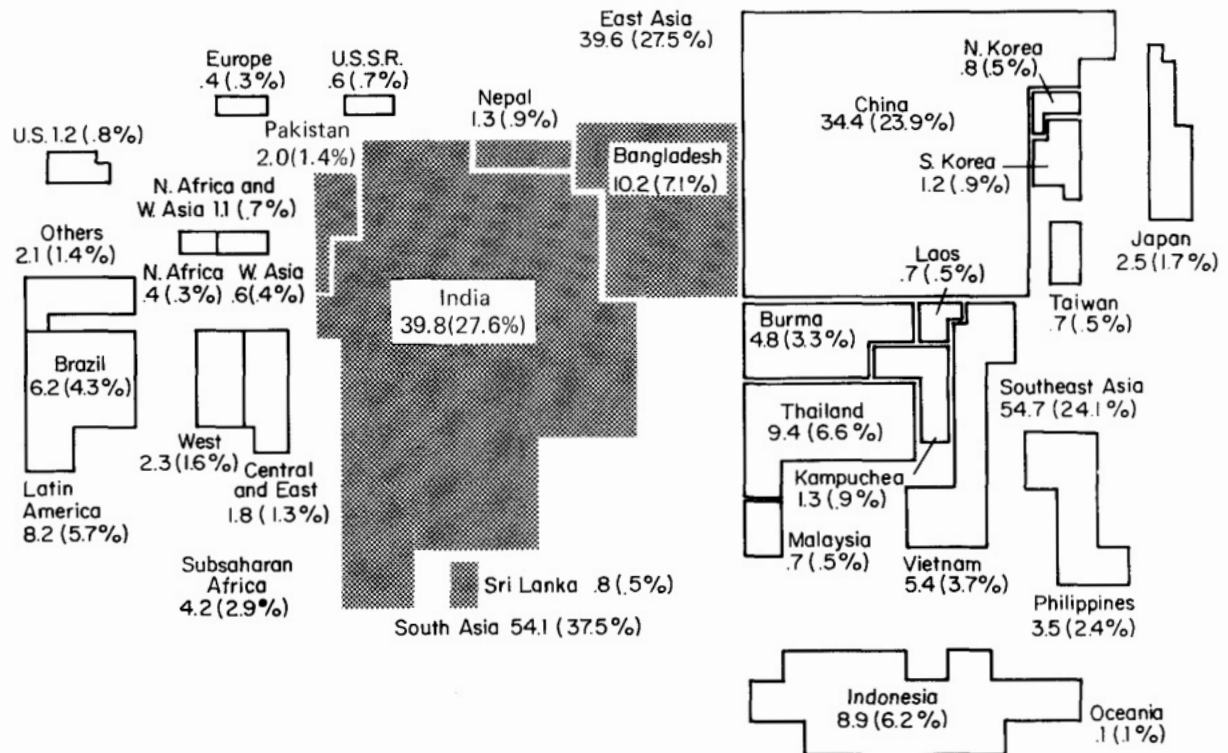 East Asia
39.6 (27.5%)
Europe
.4 (.3%)
U.S.S.R.
.6 (.7%)
N. Korea
.8 (.5%)
Nepal
1.3 (.9%)
China
34.4 (23.9%)
U.S. 1.2 (.8%)
Pakistan
2.0 (1.4%)
Bangladesh
10.2 (7.1%)
S. Korea
1.2 (.9%)
N. Africa and
W. Asia 1.1 (.7%)
Others
2.1 (1.4%)
Japan
2.5 (1.7%)
N. Africa
.4 (.3%)
W. Asia
.6 (.4%)
Laos
.7 (.5%)
India
39.8 (27.6%)
Taiwan
.7 (.5%)
Burma
4.8 (3.3%)
Brazil
6.2 (4.3%)
Southeast Asia
54.7 (24.1%)
Thailand
9.4 (6.6%)
West
2.3 (1.6%)
Central
and East
1.8 (1.3%)
Kampuchea
1.3 (.9%)
Latin
America
8.2 (5.7%)
Malaysia
.7 (.5%)
Vietnam
5.4 (3.7%)
Subsaharan
Africa
4.2 (2.9%)
Sri Lanka .8 (.5%)
Philippines
3.5 (2.4%)
South Asia 54.1 (37.5%)
Indonesia
8.9 (6.2%)
Oceania
.1 (.1%)